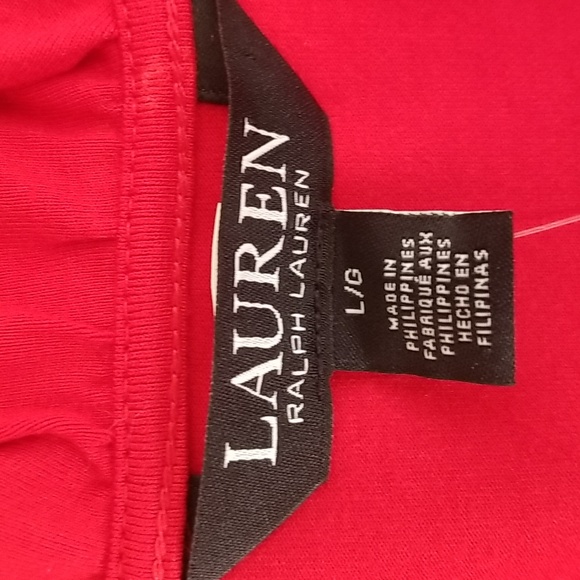 LAUREN
RALPH LAUREN
L/G
MADE IN
PHILIPPINES
FABRIQUÉ AUX
PHILIPPINES
HECHO EN
FILIPINAS